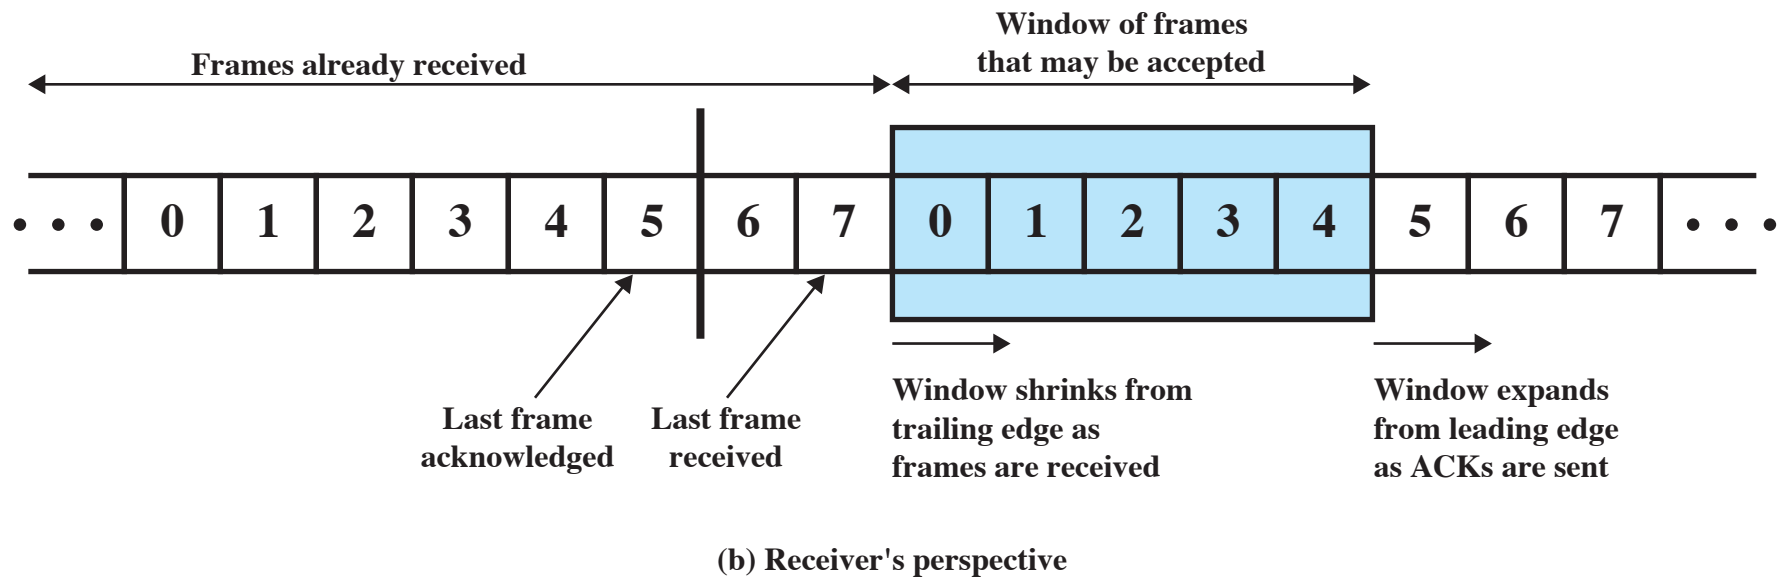 Window of frames
that may be accepted
Frames already received
• • • 0 1 2 3 4 5 6 7 0 1 2 3 4 5 6 7 • • •
Last frame
acknowledged
Last frame
received
Window shrinks from
trailing edge as
frames are received
Window expands
from leading edge
as ACKs are sent
(b) Receiver's perspective